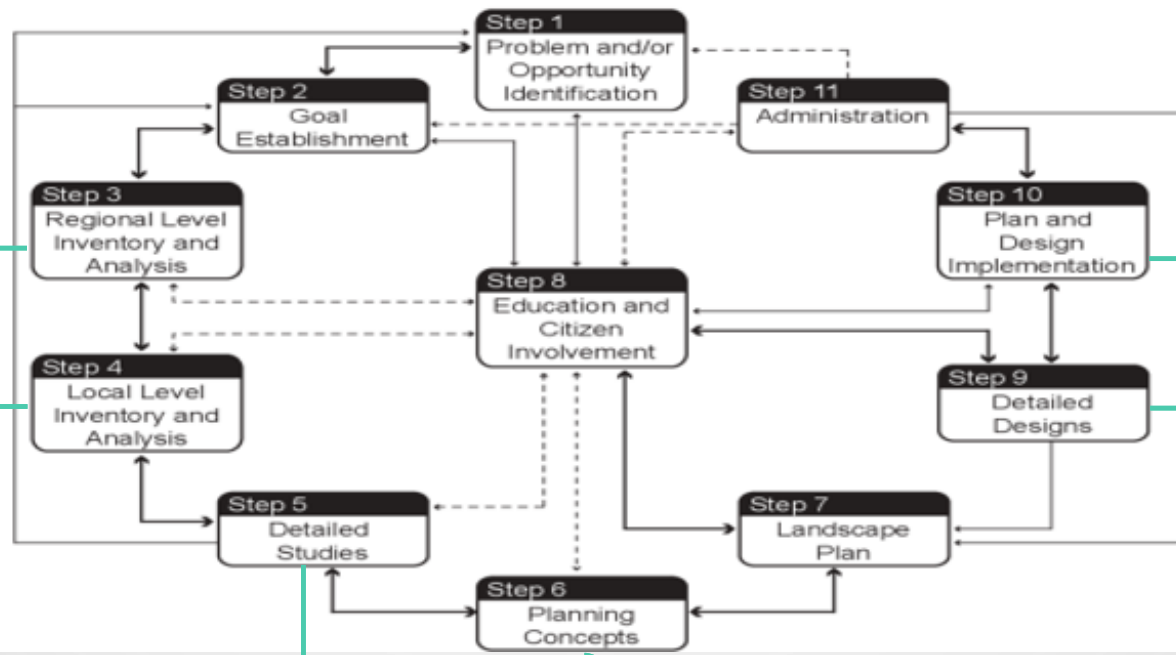 Step 1
Problem and/or
Opportunity
Identification
Step 2
Goal
Establishment
Step 11
Administration
Step 3
Regional Level
Inventory and
Analysis
Step 10
Plan and
Design
Implementation
Step 8
Education and
Citizen
Involvement
Step 4
Local Level
Inventory and
Analysis
Step 9
Detailed
Designs
Step 5
Detailed
Studies
Step 7
Landscape
Plan
Step 6
Planning
Concepts